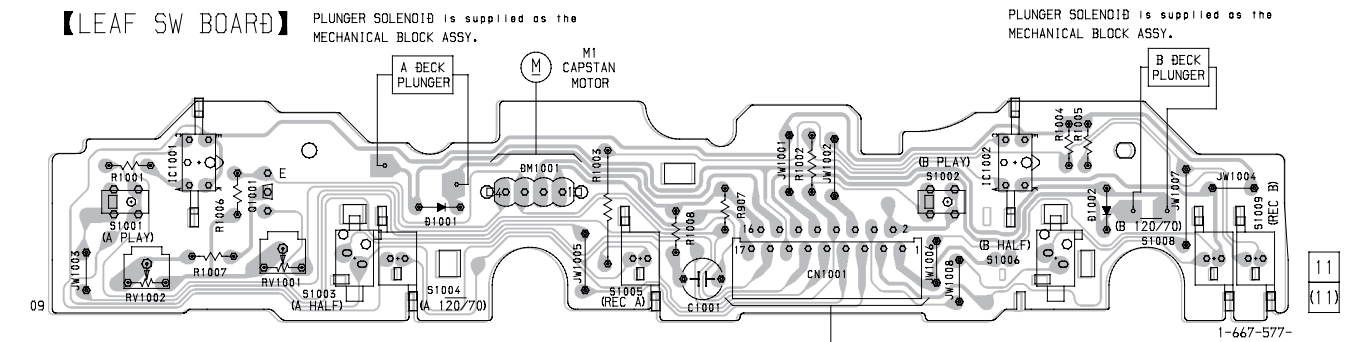 【LEAF SW BOARD】
PLUNGER SOLENOID is supplied as the
MECHANICAL BLOCK ASSY.
PLUNGER SOLENOID is supplied as the
MECHANICAL BLOCK ASSY.
A DECK
PLUNGER
M
M1
CAPSTAN
MOTOR
B DECK
PLUNGER
R1001
IC1001
S1001
(A PLAY)
R1006
Q1001
E
D1001
BM1001
4
1
R1003
JW1001
R1002
JW1002
(B PLAY)
S1002
IC1002
R1004
R1005
D1002
JW1007
JW1004
(B 120/70)
S1008
S1009
(REC B)
JW1003
RV1002
R1007
RV1001
S1003
(A HALF)
S1004
(A 120/70)
JW1005
S1005
(REC A)
R1008
R907
C1001
16
2
17
1
CN1001
JW1006
JW1008
(B HALF)
S1006
09
11
(11)
1-667-577-